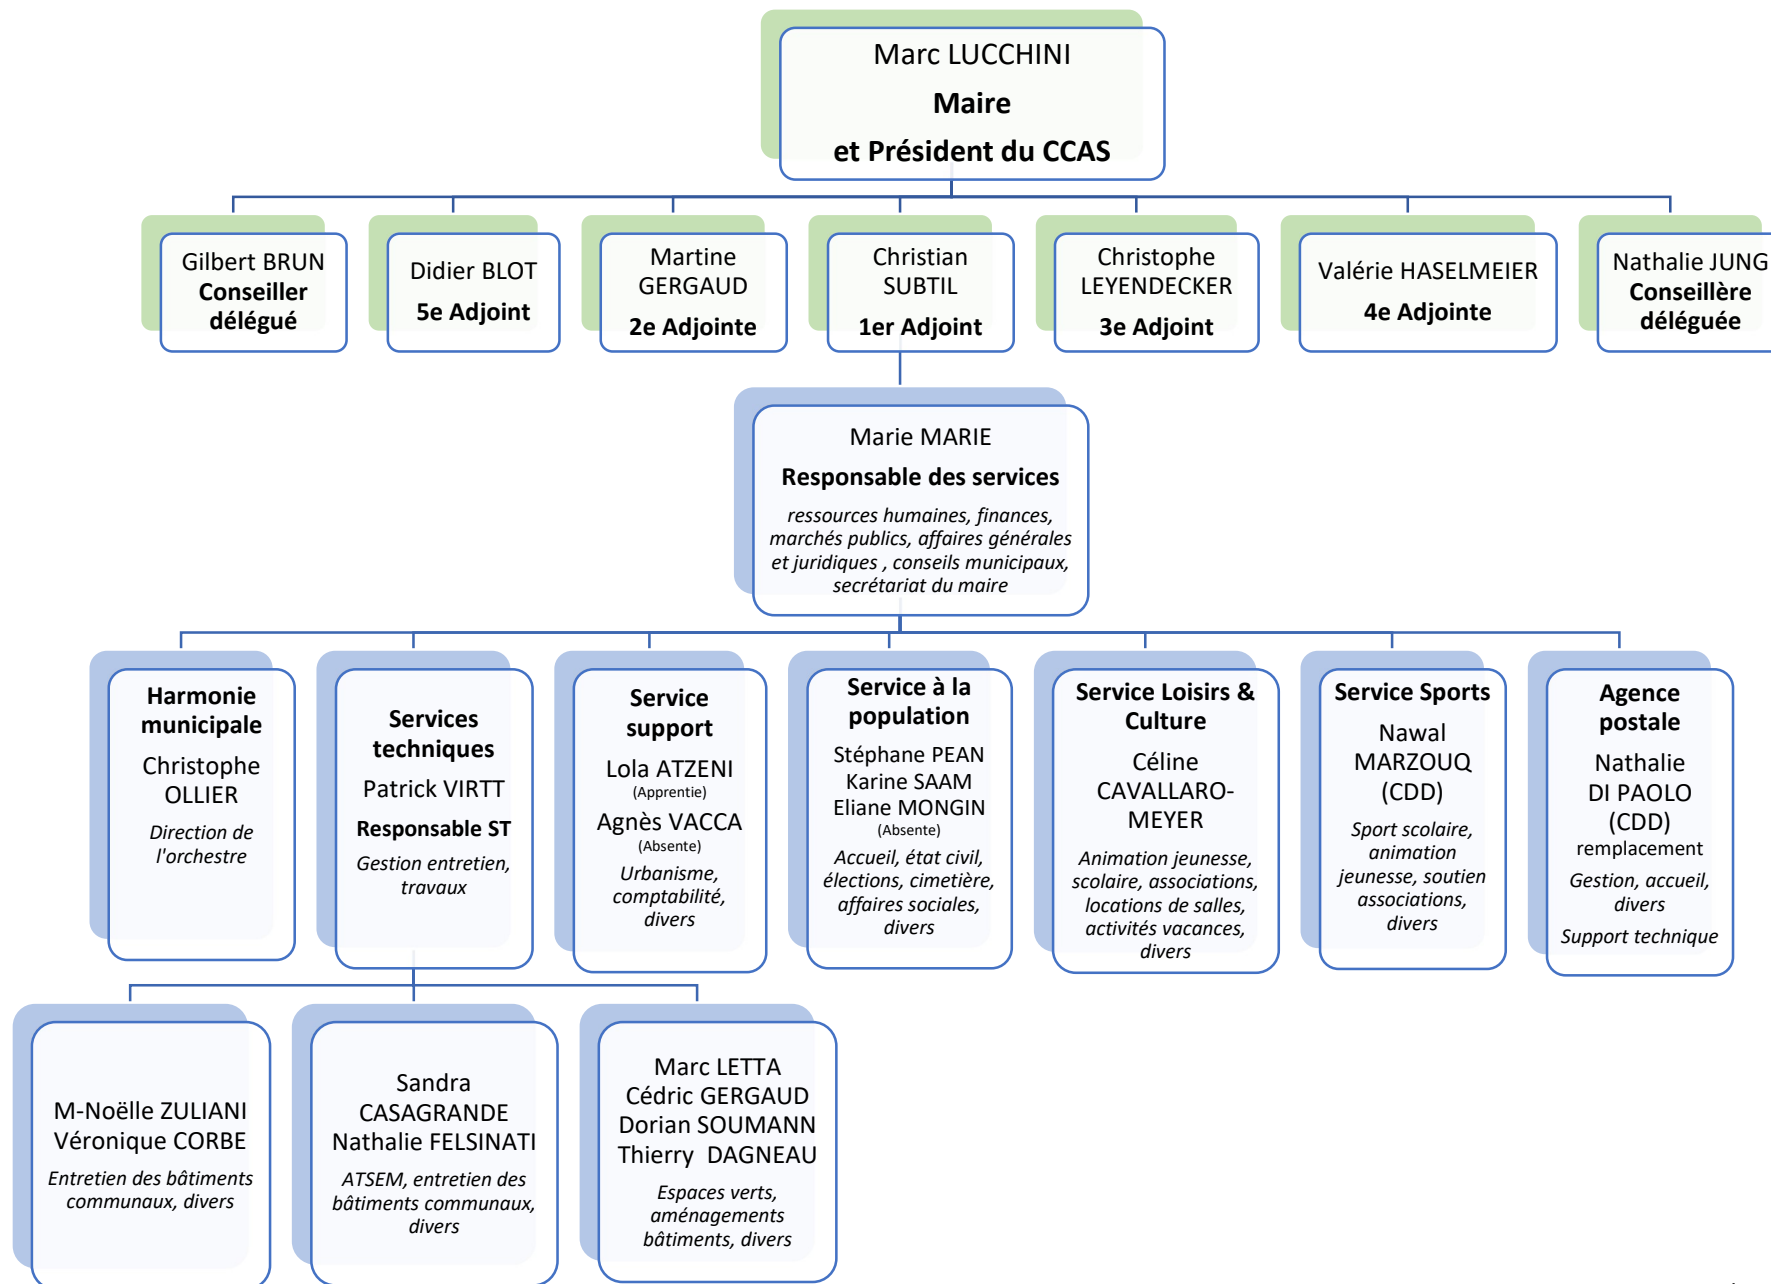 Marc LUCCHINI
Maire
et Président du CCAS
Gilbert BRUN
Conseiller
délégué
Didier BLOT
5e Adjoint
Martine
GERGAUD
2e Adjointe
Christian
SUBTIL
1er Adjoint
Christophe
LEYENDECKER
3e Adjoint
Valérie HASELMEIER
4e Adjointe
Nathalie JUNG
Conseillère
déléguée
Marie MARIE
Responsable des services
ressources humaines, finances,
marchés publics, affaires générales
et juridiques , conseils municipaux,
secrétariat du maire
Harmonie
municipale
Christophe
OLLIER
Direction de
l'orchestre
Services
techniques
Patrick VIRTT
Responsable ST
Gestion entretien,
travaux
Service
support
Lola ATZENI
(Apprentie)
Agnès VACCA
(Absente)
Urbanisme,
comptabilité,
divers
Service à la
population
Stéphane PEAN
Karine SAAM
Eliane MONGIN
(Absente)
Accueil, état civil,
élections, cimetière,
affaires sociales,
divers
Service Loisirs &
Culture
Céline
CAVALLARO-
MEYER
Animation jeunesse,
scolaire, associations,
locations de salles,
activités vacances,
divers
Service Sports
Nawal
MARZOUQ
(CDD)
Sport scolaire,
animation
jeunesse, soutien
associations,
divers
Agence
postale
Nathalie
DI PAOLO
(CDD)
remplacement
Gestion, accueil,
divers
Support technique
M-Noëlle ZULIANI
Véronique CORBE
Entretien des bâtiments
communaux, divers
Sandra
CASAGRANDE
Nathalie FELSINATI
ATSEM, entretien des
bâtiments communaux,
divers
Marc LETTA
Cédric GERGAUD
Dorian SOUMANN
Thierry  DAGNEAU
Espaces verts,
aménagements
bâtiments, divers